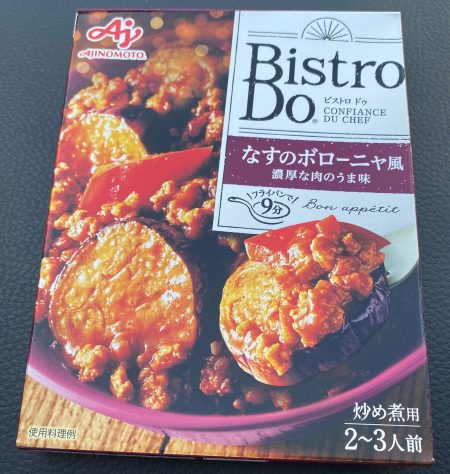 Aj
AJINOMOTO®
Bistro
Do®
ビストロ ドゥ
CONFIANCE
DU CHEF
なすのボローニャ風
濃厚な肉のうま味
フライパンで
9分
Bon appétit
使用料理例
炒め煮用
2~3人前